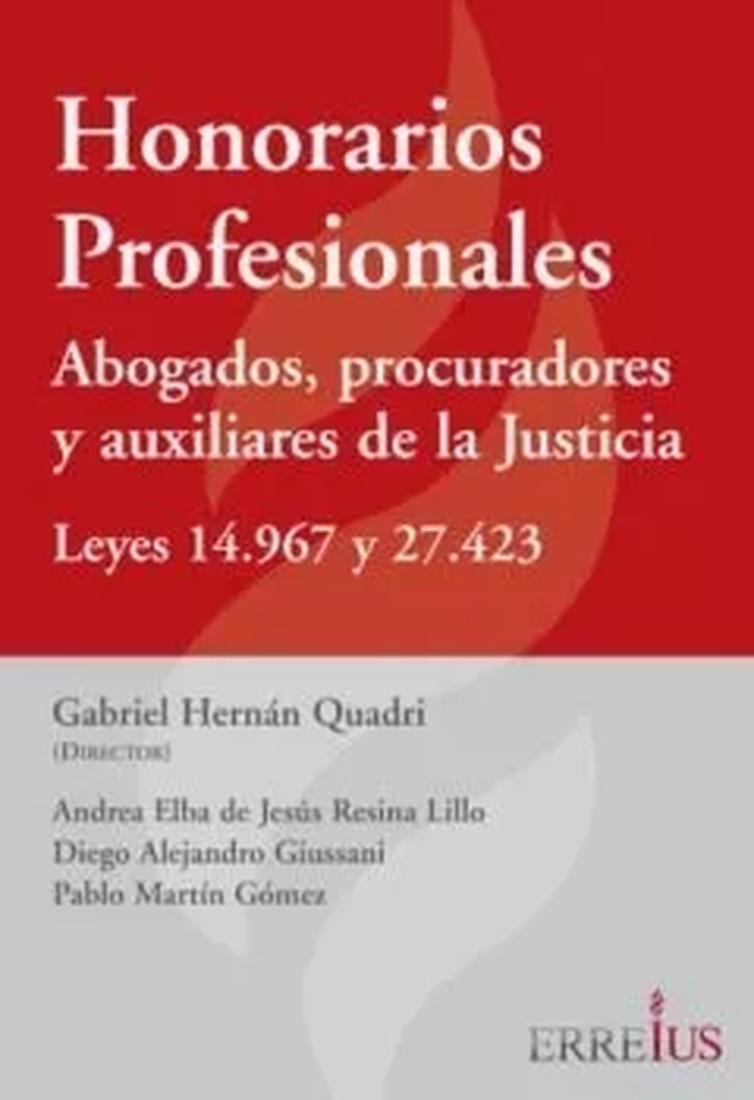 Honorarios
Profesionales
Abogados, procuradores
y auxiliares de la Justicia
Leyes 14.967 y 27.423
Gabriel Hernán Quadri
(DIRECTOR)
Andrea Elba de Jesús Resina Lillo
Diego Alejandro Giussani
Pablo Martín Gómez
ERREIUS